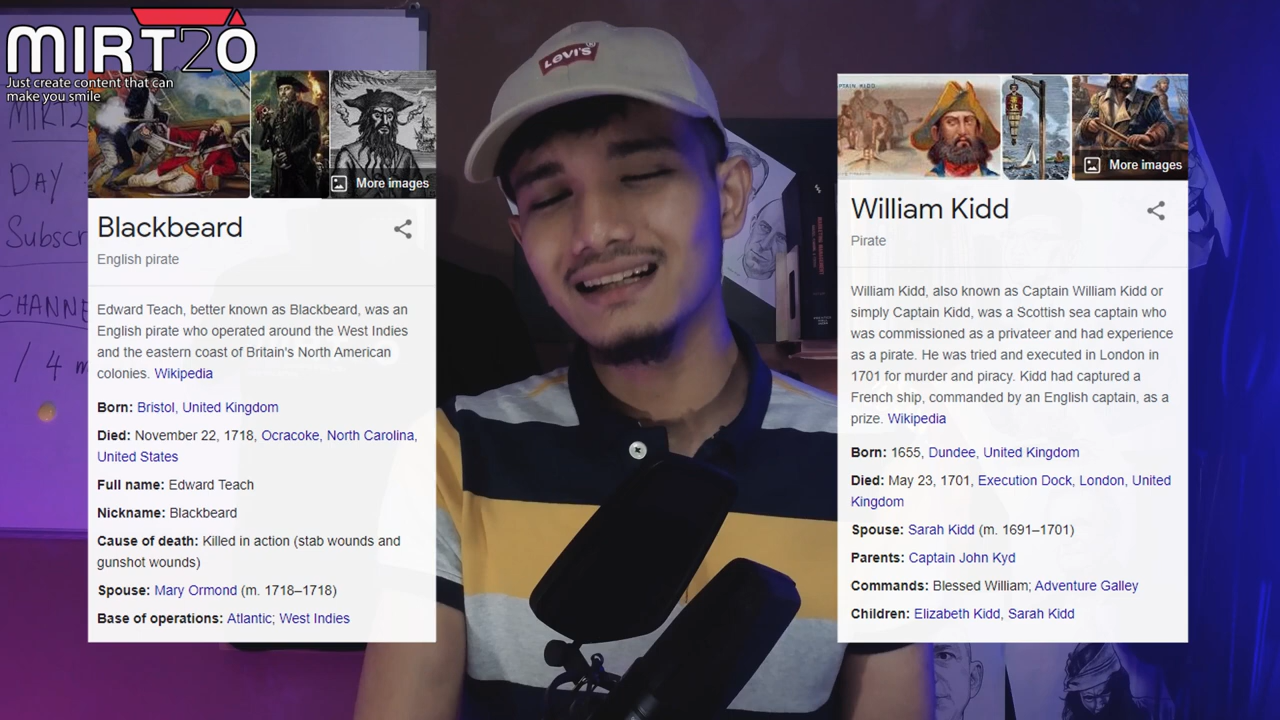 MIRT20
Just create content that can
make you smile
DAY
Subscr
CHANNE
/ 4 m
Levi's
More images
Blackbeard
English pirate
Edward Teach, better known as Blackbeard, was an
English pirate who operated around the West Indies
and the eastern coast of Britain's North American
colonies. Wikipedia
Born: Bristol, United Kingdom
Died: November 22, 1718, Ocracoke, North Carolina,
United States
Full name: Edward Teach
Nickname: Blackbeard
Cause of death: Killed in action (stab wounds and
gunshot wounds)
Spouse: Mary Ormond (m. 1718–1718)
Base of operations: Atlantic; West Indies
More images
William Kidd
Pirate
William Kidd, also known as Captain William Kidd or
simply Captain Kidd, was a Scottish sea captain who
was commissioned as a privateer and had experience
as a pirate. He was tried and executed in London in
1701 for murder and piracy. Kidd had captured a
French ship, commanded by an English captain, as a
prize. Wikipedia
Born: 1655, Dundee, United Kingdom
Died: May 23, 1701, Execution Dock, London, United
Kingdom
Spouse: Sarah Kidd (m. 1691–1701)
Parents: Captain John Kyd
Commands: Blessed William; Adventure Galley
Children: Elizabeth Kidd, Sarah Kidd